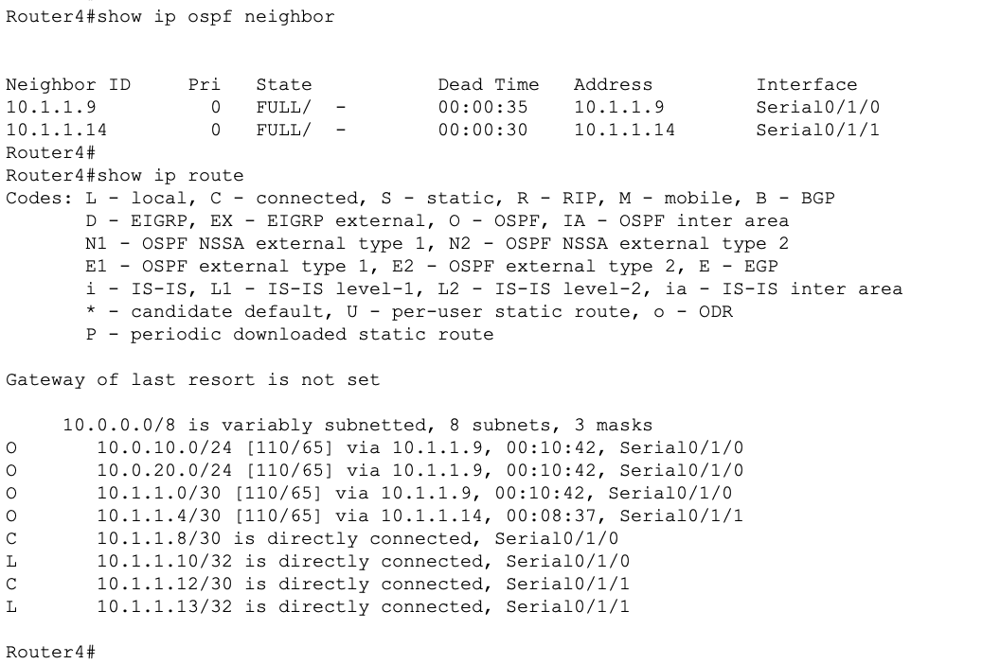 Router4#show ip ospf neighbor
Neighbor ID     Pri   State           Dead Time   Address         Interface
10.1.1.9          0   FULL/  -        00:00:35    10.1.1.9        Serial0/1/0
10.1.1.14         0   FULL/  -        00:00:30    10.1.1.14       Serial0/1/1
Router4#
Router4#show ip route
Codes: L - local, C - connected, S - static, R - RIP, M - mobile, B - BGP
       D - EIGRP, EX - EIGRP external, O - OSPF, IA - OSPF inter area
       N1 - OSPF NSSA external type 1, N2 - OSPF NSSA external type 2
       E1 - OSPF external type 1, E2 - OSPF external type 2, E - EGP
       i - IS-IS, L1 - IS-IS level-1, L2 - IS-IS level-2, ia - IS-IS inter area
       * - candidate default, U - per-user static route, o - ODR
       P - periodic downloaded static route
Gateway of last resort is not set
     10.0.0.0/8 is variably subnetted, 8 subnets, 3 masks
O       10.0.10.0/24 [110/65] via 10.1.1.9, 00:10:42, Serial0/1/0
O       10.0.20.0/24 [110/65] via 10.1.1.9, 00:10:42, Serial0/1/0
O       10.1.1.0/30 [110/65] via 10.1.1.9, 00:10:42, Serial0/1/0
O       10.1.1.4/30 [110/65] via 10.1.1.14, 00:08:37, Serial0/1/1
C       10.1.1.8/30 is directly connected, Serial0/1/0
L       10.1.1.10/32 is directly connected, Serial0/1/0
C       10.1.1.12/30 is directly connected, Serial0/1/1
L       10.1.1.13/32 is directly connected, Serial0/1/1
Router4#